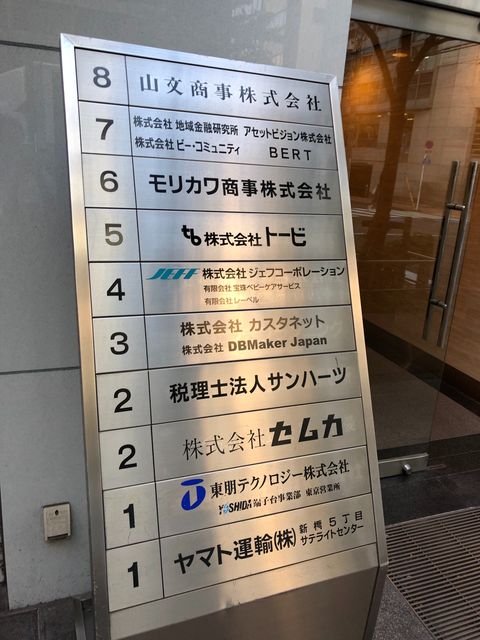 8 山文商事株式会社
7 株式会社 地域金融研究所 アセットビジョン株式会社
株式会社 ビー・コミュニティ BERT
6 モリカワ商事株式会社
5 tb 株式会社 トービ
4 JEFF 株式会社 ジェフコーポレーション
有限会社 宝珠ベビーケアサービス
有限会社 レーベル
3 株式会社 カスタネット
株式会社 DBMaker Japan
2 税理士法人サンハーツ
2 株式会社 セムカ
1 東朋テクノロジー株式会社
YOSHIDA 端子台事業部 東京営業所
1 ヤマト運輸(株) 新橋5丁目
サテライトセンター